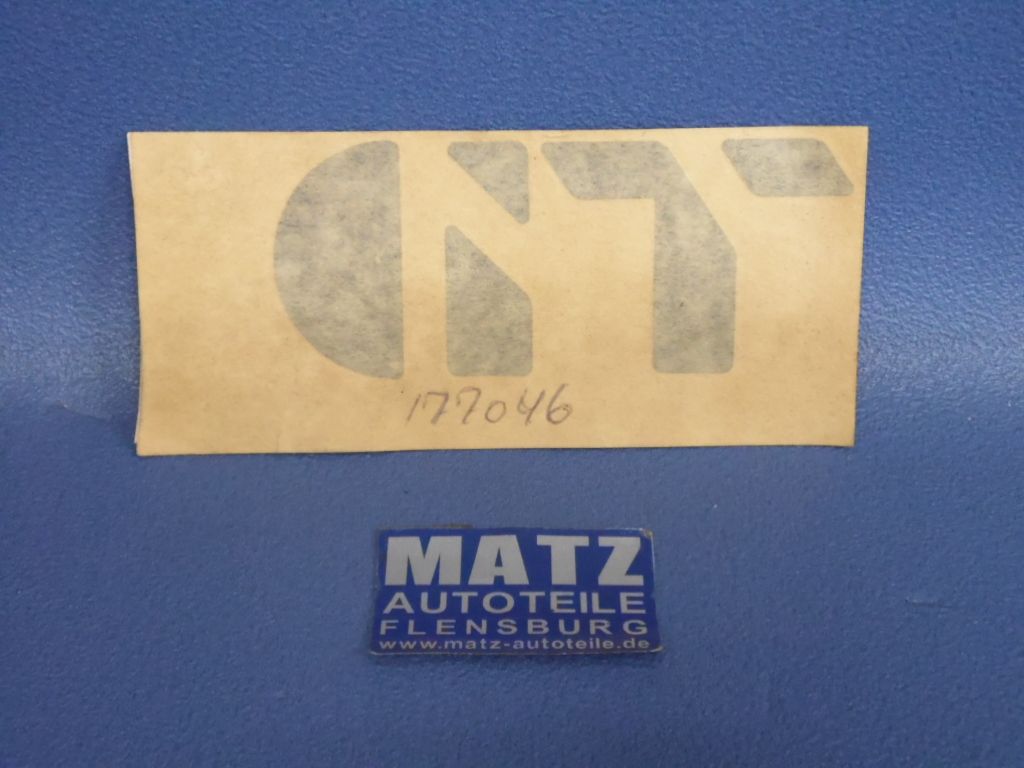 GT
177046
MATZ
AUTOTEILE
FLENSBURG
www.matz-autoteile.de